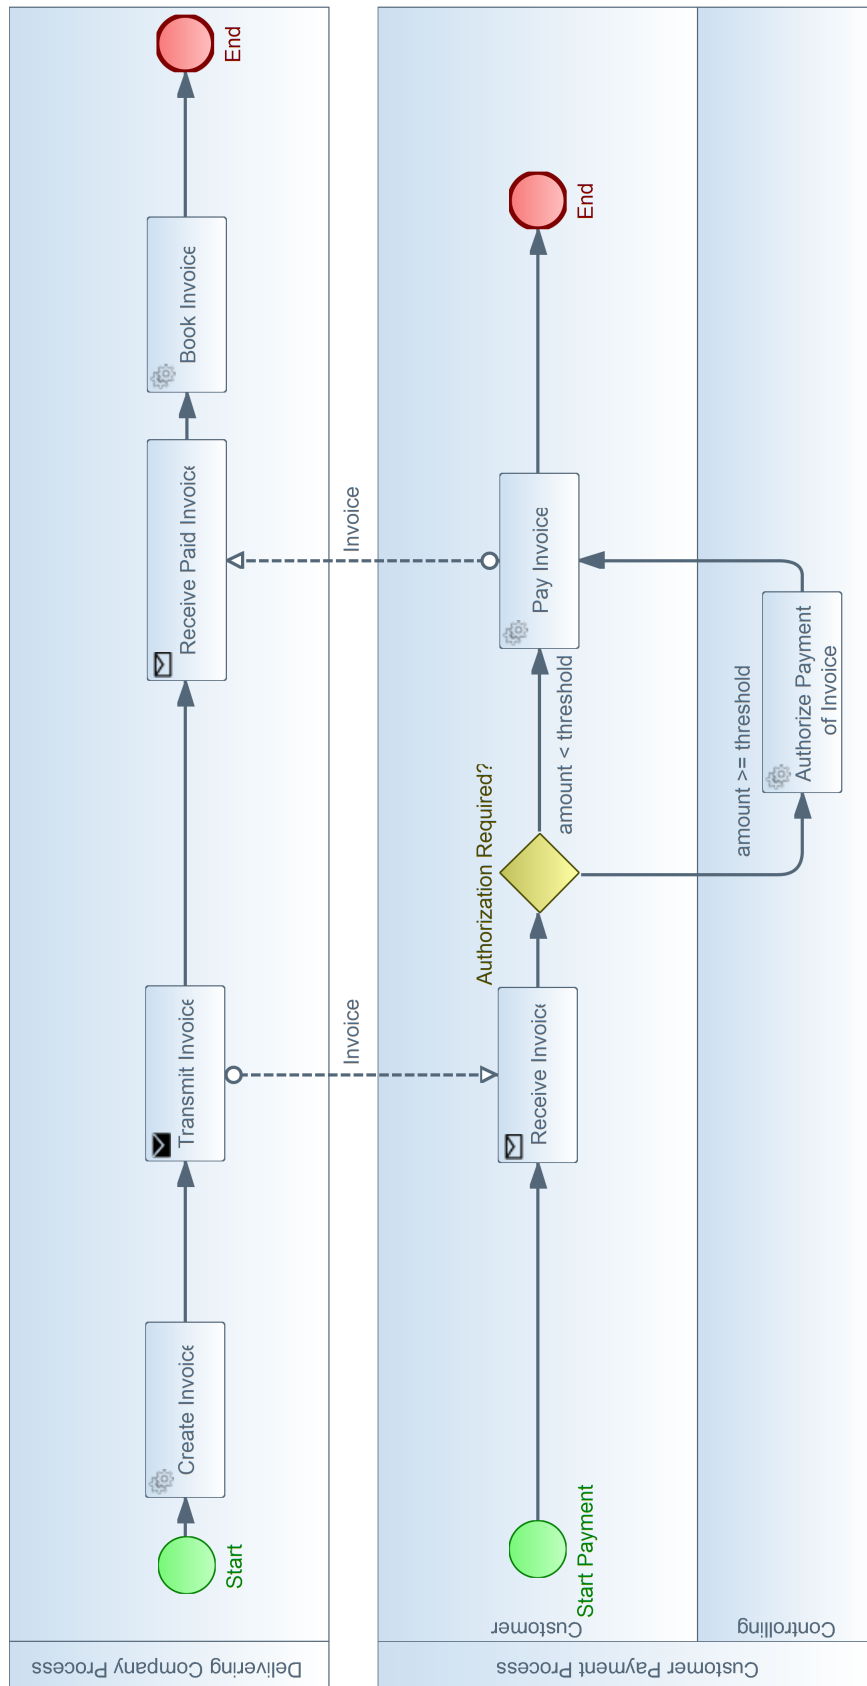 Delivering Company Process
Start
Create Invoice
Transmit Invoice
Receive Paid Invoice
Book Invoice
End
Invoice
Invoice
Customer Payment Process
Customer
Start Payment
Receive Invoice
Authorization Required?
amount < threshold
Pay Invoice
End
Controlling
amount >= threshold
Authorize Payment
of Invoice